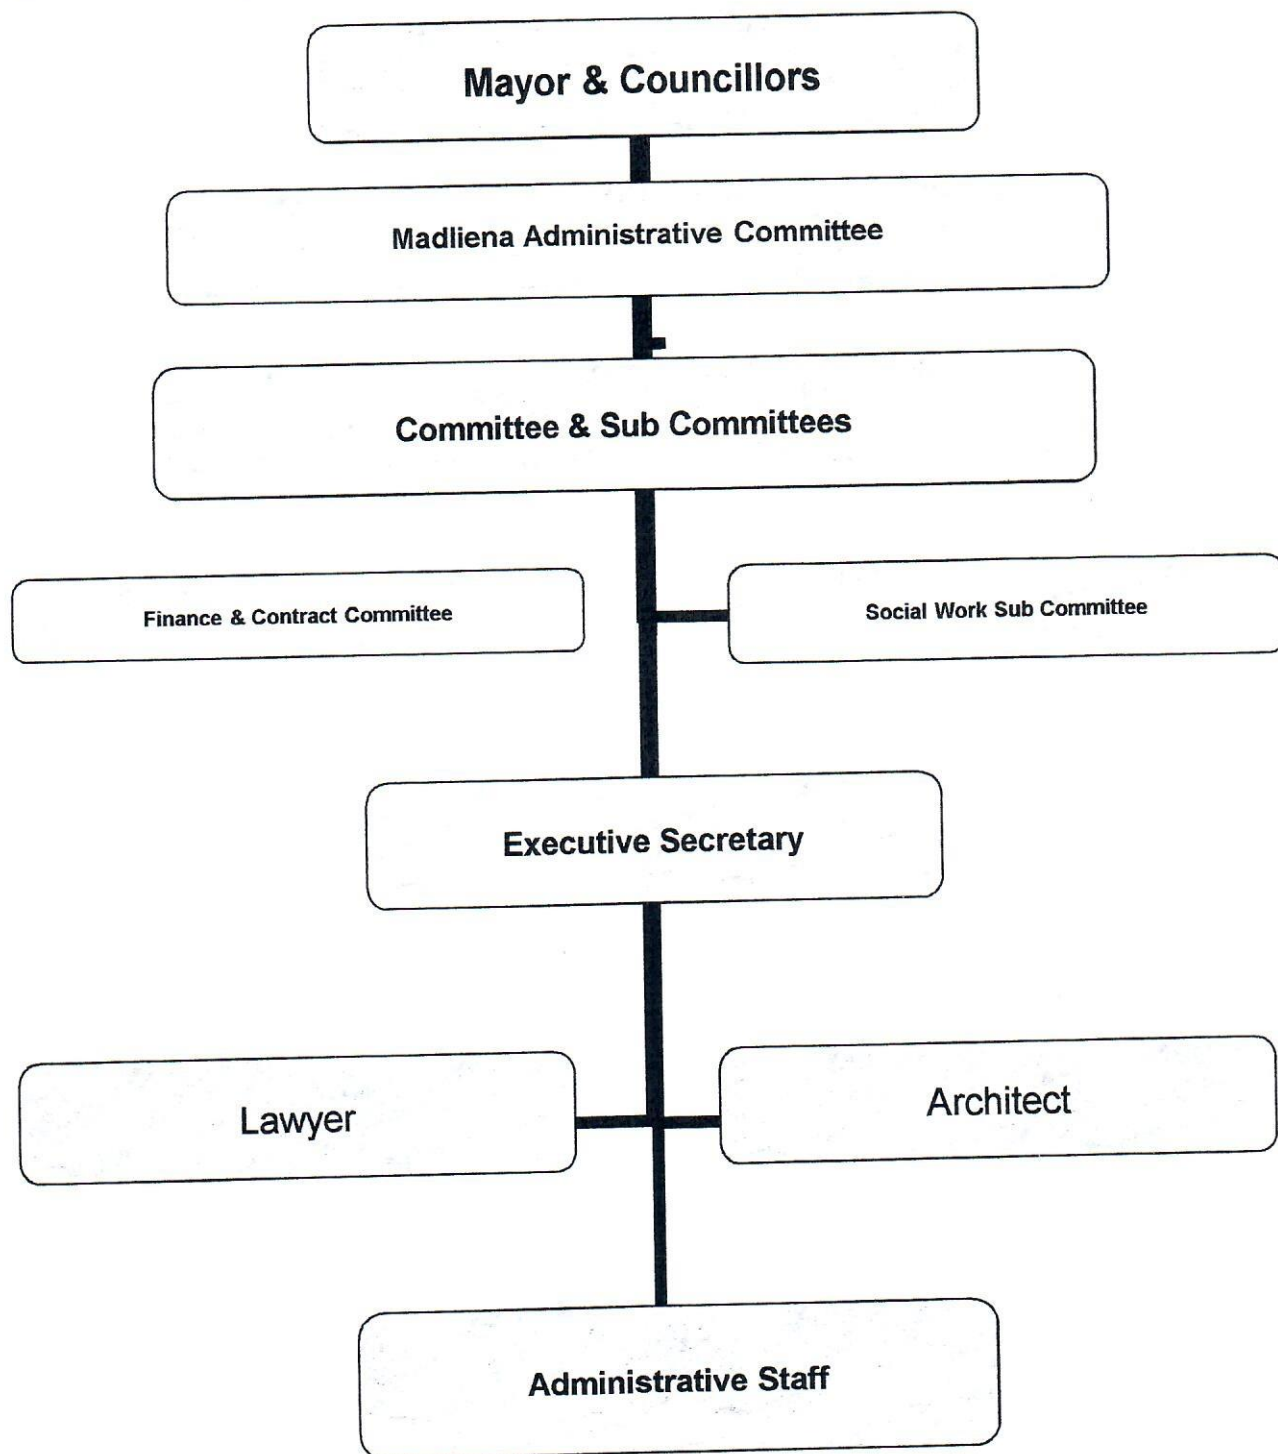 Mayor & Councillors
Madliena Administrative Committee
Committee & Sub Committees
Finance & Contract Committee
Social Work Sub Committee
Executive Secretary
Lawyer
Architect
Administrative Staff